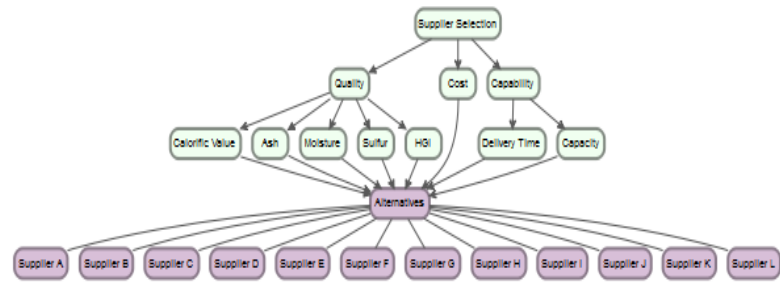 Supplier Selection
Quality
Cost
Capability
Calorific Value
Ash
Moisture
Sulfur
HGI
Delivery Time
Capacity
Alternatives
Supplier A
Supplier B
Supplier C
Supplier D
Supplier E
Supplier F
Supplier G
Supplier H
Supplier I
Supplier J
Supplier K
Supplier L